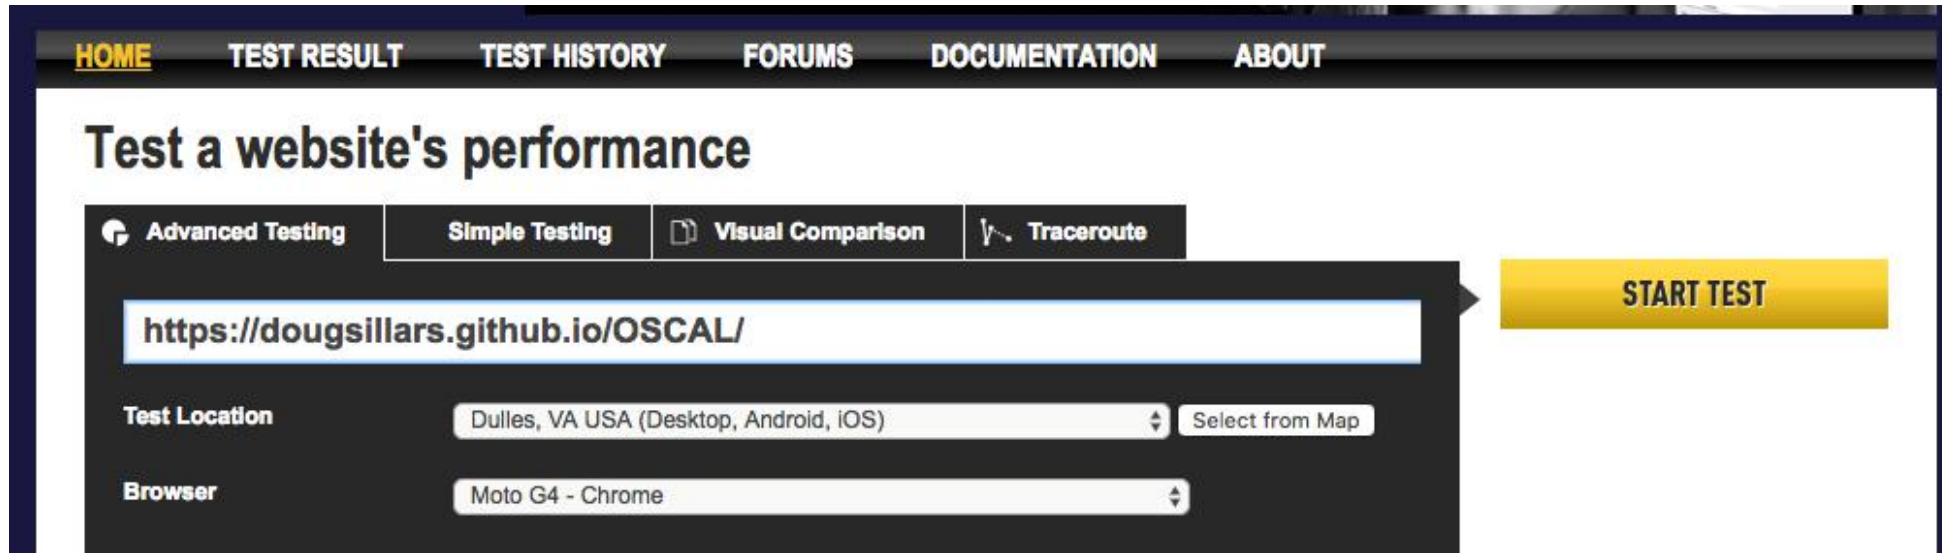 HOME TEST RESULT TEST HISTORY FORUMS DOCUMENTATION ABOUT
Test a website's performance
Advanced Testing Simple Testing Visual Comparison Traceroute
START TEST
https://dougsillars.github.io/OSCAL/
Test Location Dulles, VA USA (Desktop, Android, iOS) Select from Map
Browser Moto G4 - Chrome